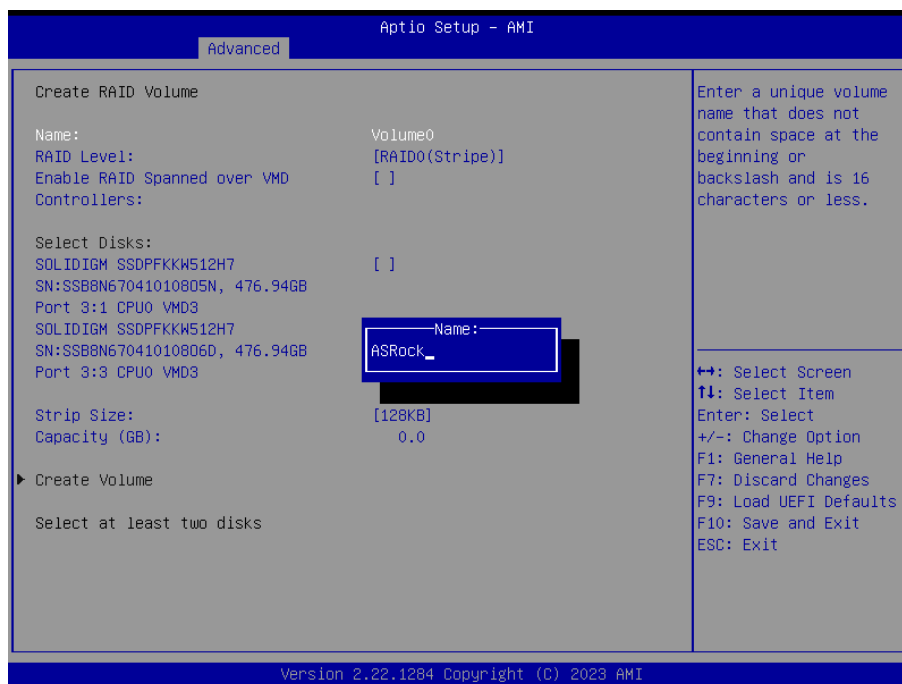 Aptio Setup – AMI
Advanced
Create RAID Volume
Name: Volume0
RAID Level: [RAID0(Stripe)]
Enable RAID Spanned over VMD [ ]
Controllers:
Select Disks:
SOLIDIGM SSDPFKKW512H7 [ ]
SN:SSB8N67041010805N, 476.94GB
Port 3:1 CPU0 VMD3
SOLIDIGM SSDPFKKW512H7
SN:SSB8N67041010806D, 476.94GB
Port 3:3 CPU0 VMD3
Name:
ASRock_
Strip Size: [128KB]
Capacity (GB): 0.0
▶ Create Volume
Select at least two disks
Enter a unique volume
name that does not
contain space at the
beginning or
backslash and is 16
characters or less.
↔: Select Screen
↑↓: Select Item
Enter: Select
+/-: Change Option
F1: General Help
F7: Discard Changes
F9: Load UEFI Defaults
F10: Save and Exit
ESC: Exit
Version 2.22.1284 Copyright (C) 2023 AMI